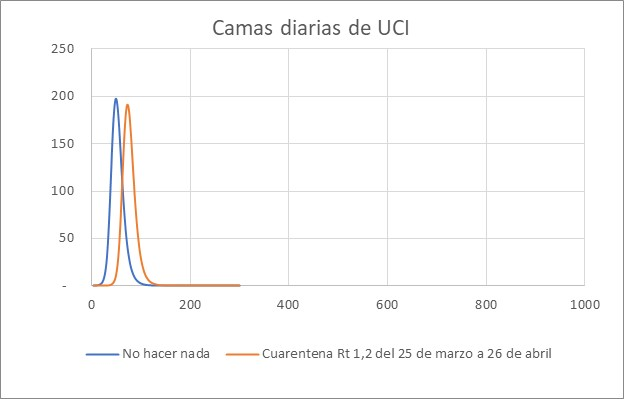 Camas diarias de UCI
250
200
150
100
50
-
0 200 400 600 800 1000
No hacer nada Cuarentena Rt 1,2 del 25 de marzo a 26 de abril